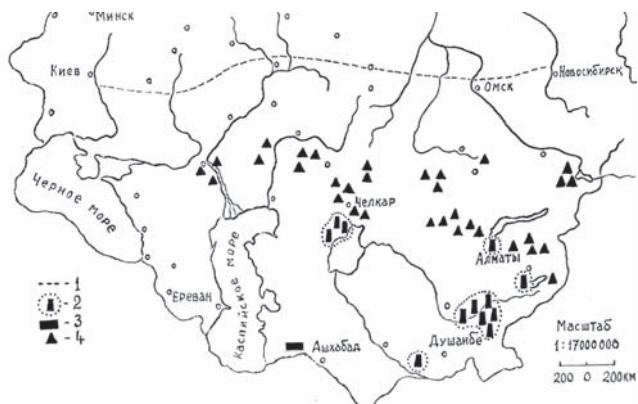 Минск
Киев
Новосибирск
Омск
Черное море
Челкар
Алматы
Каспийское море
Ереван
1
2
3
4
Ашхабад
Душанбе
Масштаб
1:17000000
200 0 200км